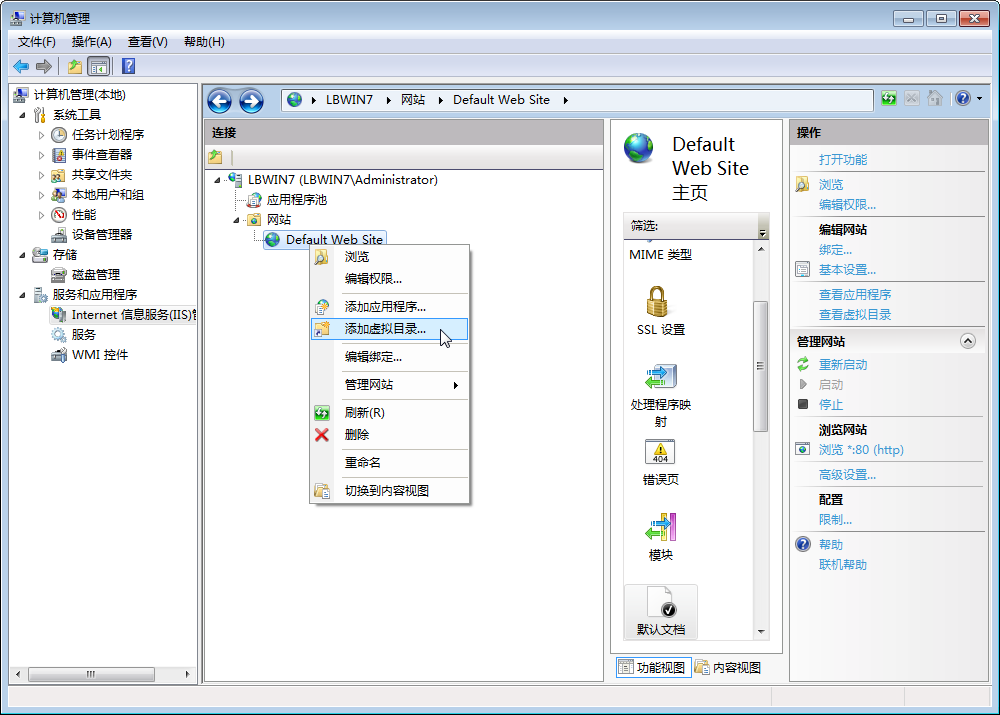 计算机管理
文件(F) 操作(A) 查看(V) 帮助(H)
计算机管理(本地)
系统工具
任务计划程序
事件查看器
共享文件夹
本地用户和组
性能
设备管理器
存储
磁盘管理
服务和应用程序
Internet 信息服务(IIS)管
服务
WMI 控件
LBWIN7 网站 Default Web Site
连接
LBWIN7 (LBWIN7\Administrator)
应用程序池
网站
Default Web Site
浏览
编辑权限...
添加应用程序...
添加虚拟目录...
编辑绑定...
管理网站
刷新(R)
删除
重命名
切换到内容视图
Default
Web Site
主页
筛选:
MIME 类型
SSL 设置
处理程序映
射
404
错误页
模块
默认文档
功能视图 内容视图
操作
打开功能
浏览
编辑权限...
编辑网站
绑定...
基本设置...
查看应用程序
查看虚拟目录
管理网站
重新启动
启动
停止
浏览网站
浏览 *:80 (http)
高级设置...
配置
限制...
帮助
联机帮助